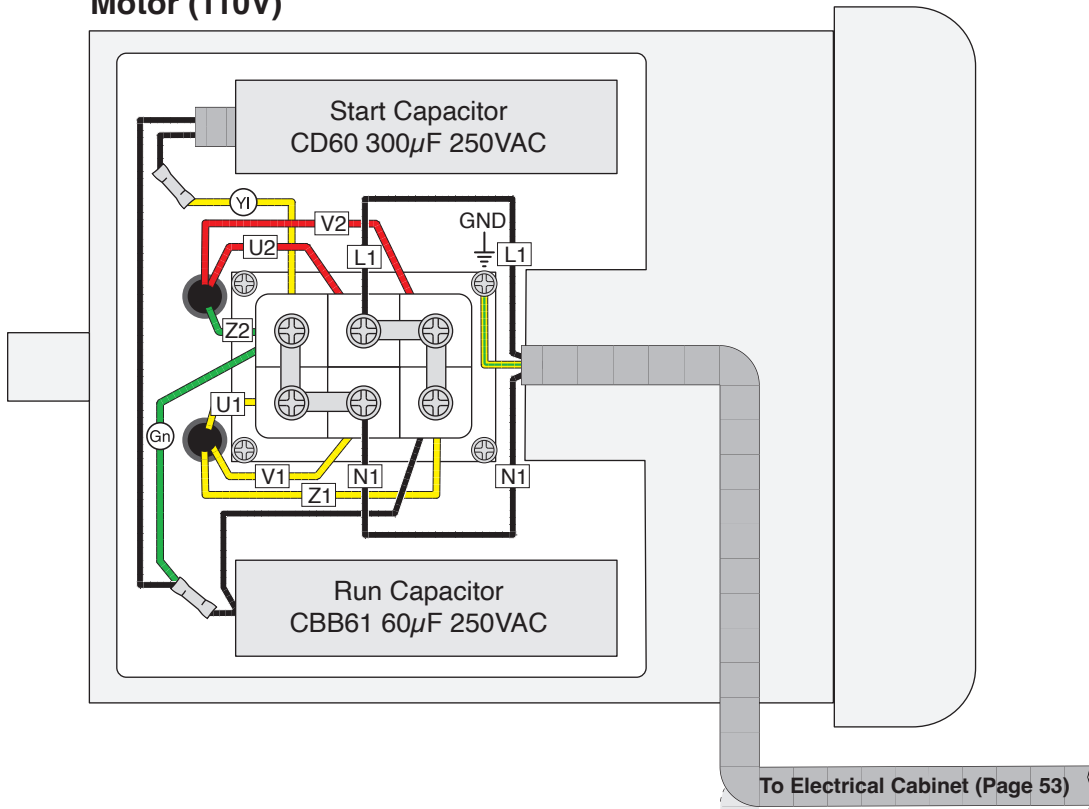 Motor (110V)
Start Capacitor
CD60 300µF 250VAC
Yl
V2
GND
U2
L1
L1
Z2
U1
Gn
V1
N1
N1
Z1
Run Capacitor
CBB61 60µF 250VAC
To Electrical Cabinet (Page 53)